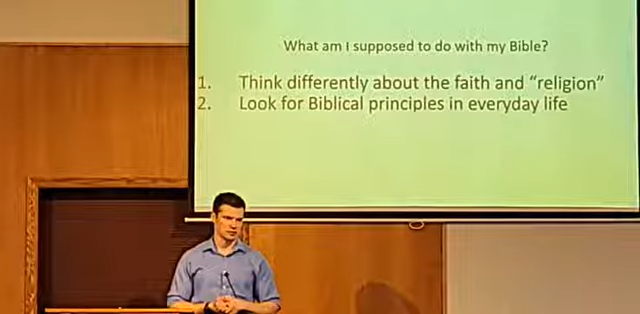 What am I supposed to do with my Bible?
1. Think differently about the faith and “religion”
2. Look for Biblical principles in everyday life